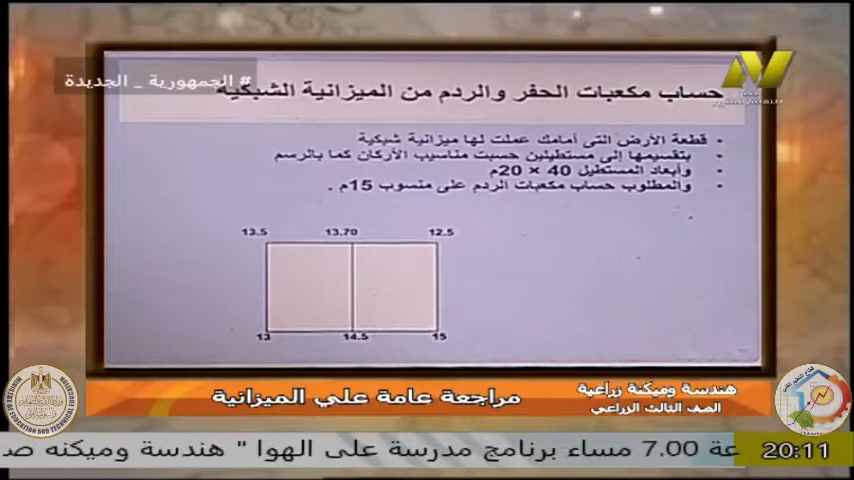 # الجمهورية _ الجديدة
حساب مكعبات الحفر والردم من الميزانية الشبكية
• قطعة الأرض التى أمامك عملت لها ميزانية شبكية
• بتقسيمها إلى مستطيلين حسبت مناسيب الأركان كما بالرسم
• وأبعاد المستطيل 40 × 20م
• والمطلوب حساب مكعبات الردم على منسوب 15م .
13.5 13.70 12.5
13 14.5 15
هندسة وميكنة زراعية
الصف الثالث الزراعي
مراجعة عامة علي الميزانية
عة 7.00 مساء برنامج مدرسة على الهوا " هندسة وميكنه صـ
20:11